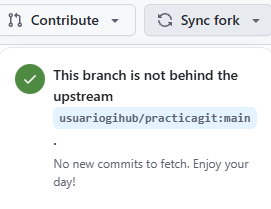 Contribute Sync fork
This branch is not behind the
upstream
usuariogihub/practicagit:main
.
No new commits to fetch. Enjoy your
day!